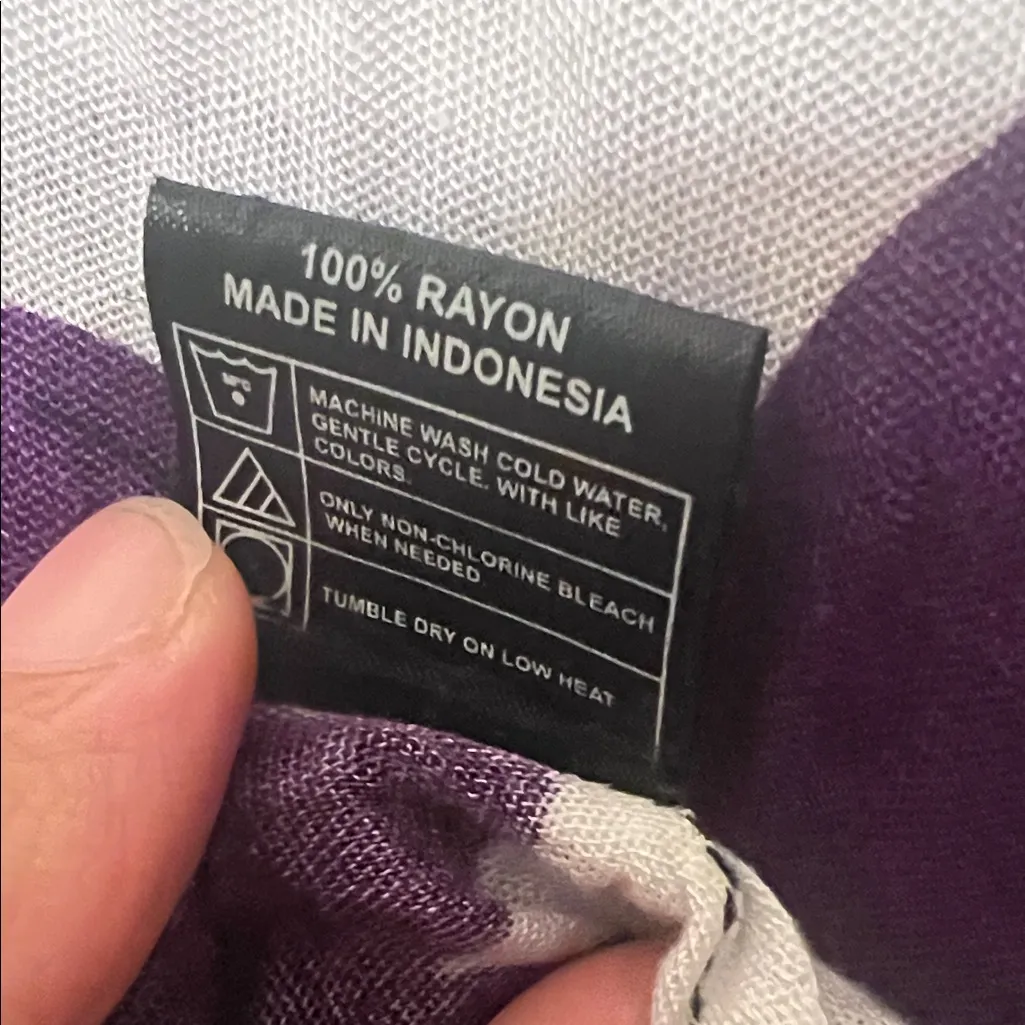 100% RAYON
MADE IN INDONESIA
MACHINE WASH COLD WATER,
GENTLE CYCLE. WITH LIKE
COLORS.
ONLY NON-CHLORINE BLEACH
WHEN NEEDED
TUMBLE DRY ON LOW HEAT